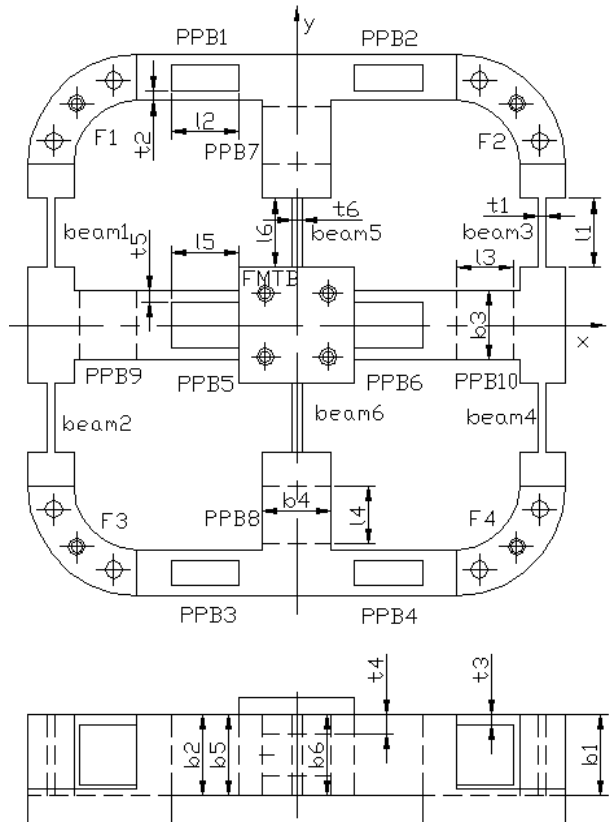 PPB1 y PPB2
t2 l2 F1 PPB7 F2
t6 t1
beam1 l6 beam5 beam3 l1
t5 l5 FMTB l3
b3 x
PPB9 PPB5 PPB6 PPB10
beam2 beam6 beam4
F3 PPB8 b4 l4 F4
PPB3 PPB4
t4 t3
b2 b5 b6 b1